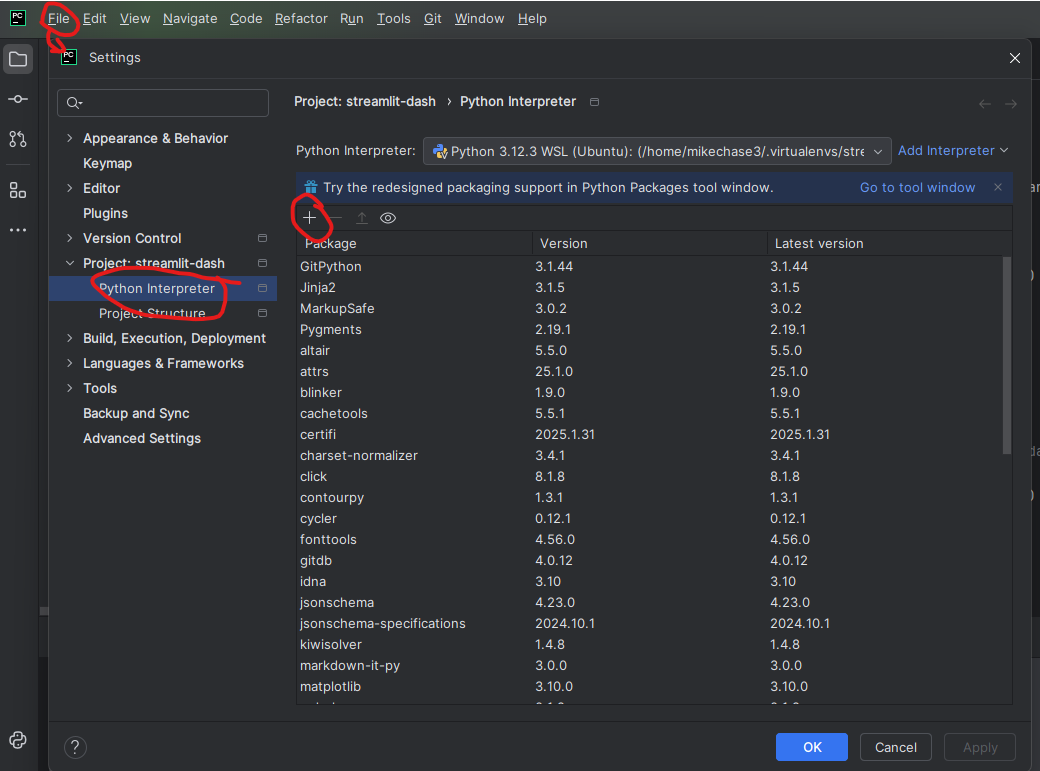 PC File Edit View Navigate Code Refactor Run Tools Git Window Help
PC Settings
Project: streamlit-dash › Python Interpreter
Appearance & Behavior
Keymap
Editor
Plugins
Version Control
Project: streamlit-dash
Python Interpreter
Project Structure
Build, Execution, Deployment
Languages & Frameworks
Tools
Backup and Sync
Advanced Settings
Python Interpreter: Python 3.12.3 WSL (Ubuntu): (/home/mikechase3/.virtualenvs/stre Add Interpreter
Try the redesigned packaging support in Python Packages tool window. Go to tool window
Package Version Latest version
GitPython 3.1.44 3.1.44
Jinja2 3.1.5 3.1.5
MarkupSafe 3.0.2 3.0.2
Pygments 2.19.1 2.19.1
altair 5.5.0 5.5.0
attrs 25.1.0 25.1.0
blinker 1.9.0 1.9.0
cachetools 5.5.1 5.5.1
certifi 2025.1.31 2025.1.31
charset-normalizer 3.4.1 3.4.1
click 8.1.8 8.1.8
contourpy 1.3.1 1.3.1
cycler 0.12.1 0.12.1
fonttools 4.56.0 4.56.0
gitdb 4.0.12 4.0.12
idna 3.10 3.10
jsonschema 4.23.0 4.23.0
jsonschema-specifications 2024.10.1 2024.10.1
kiwisolver 1.4.8 1.4.8
markdown-it-py 3.0.0 3.0.0
matplotlib 3.10.0 3.10.0
? OK Cancel Apply